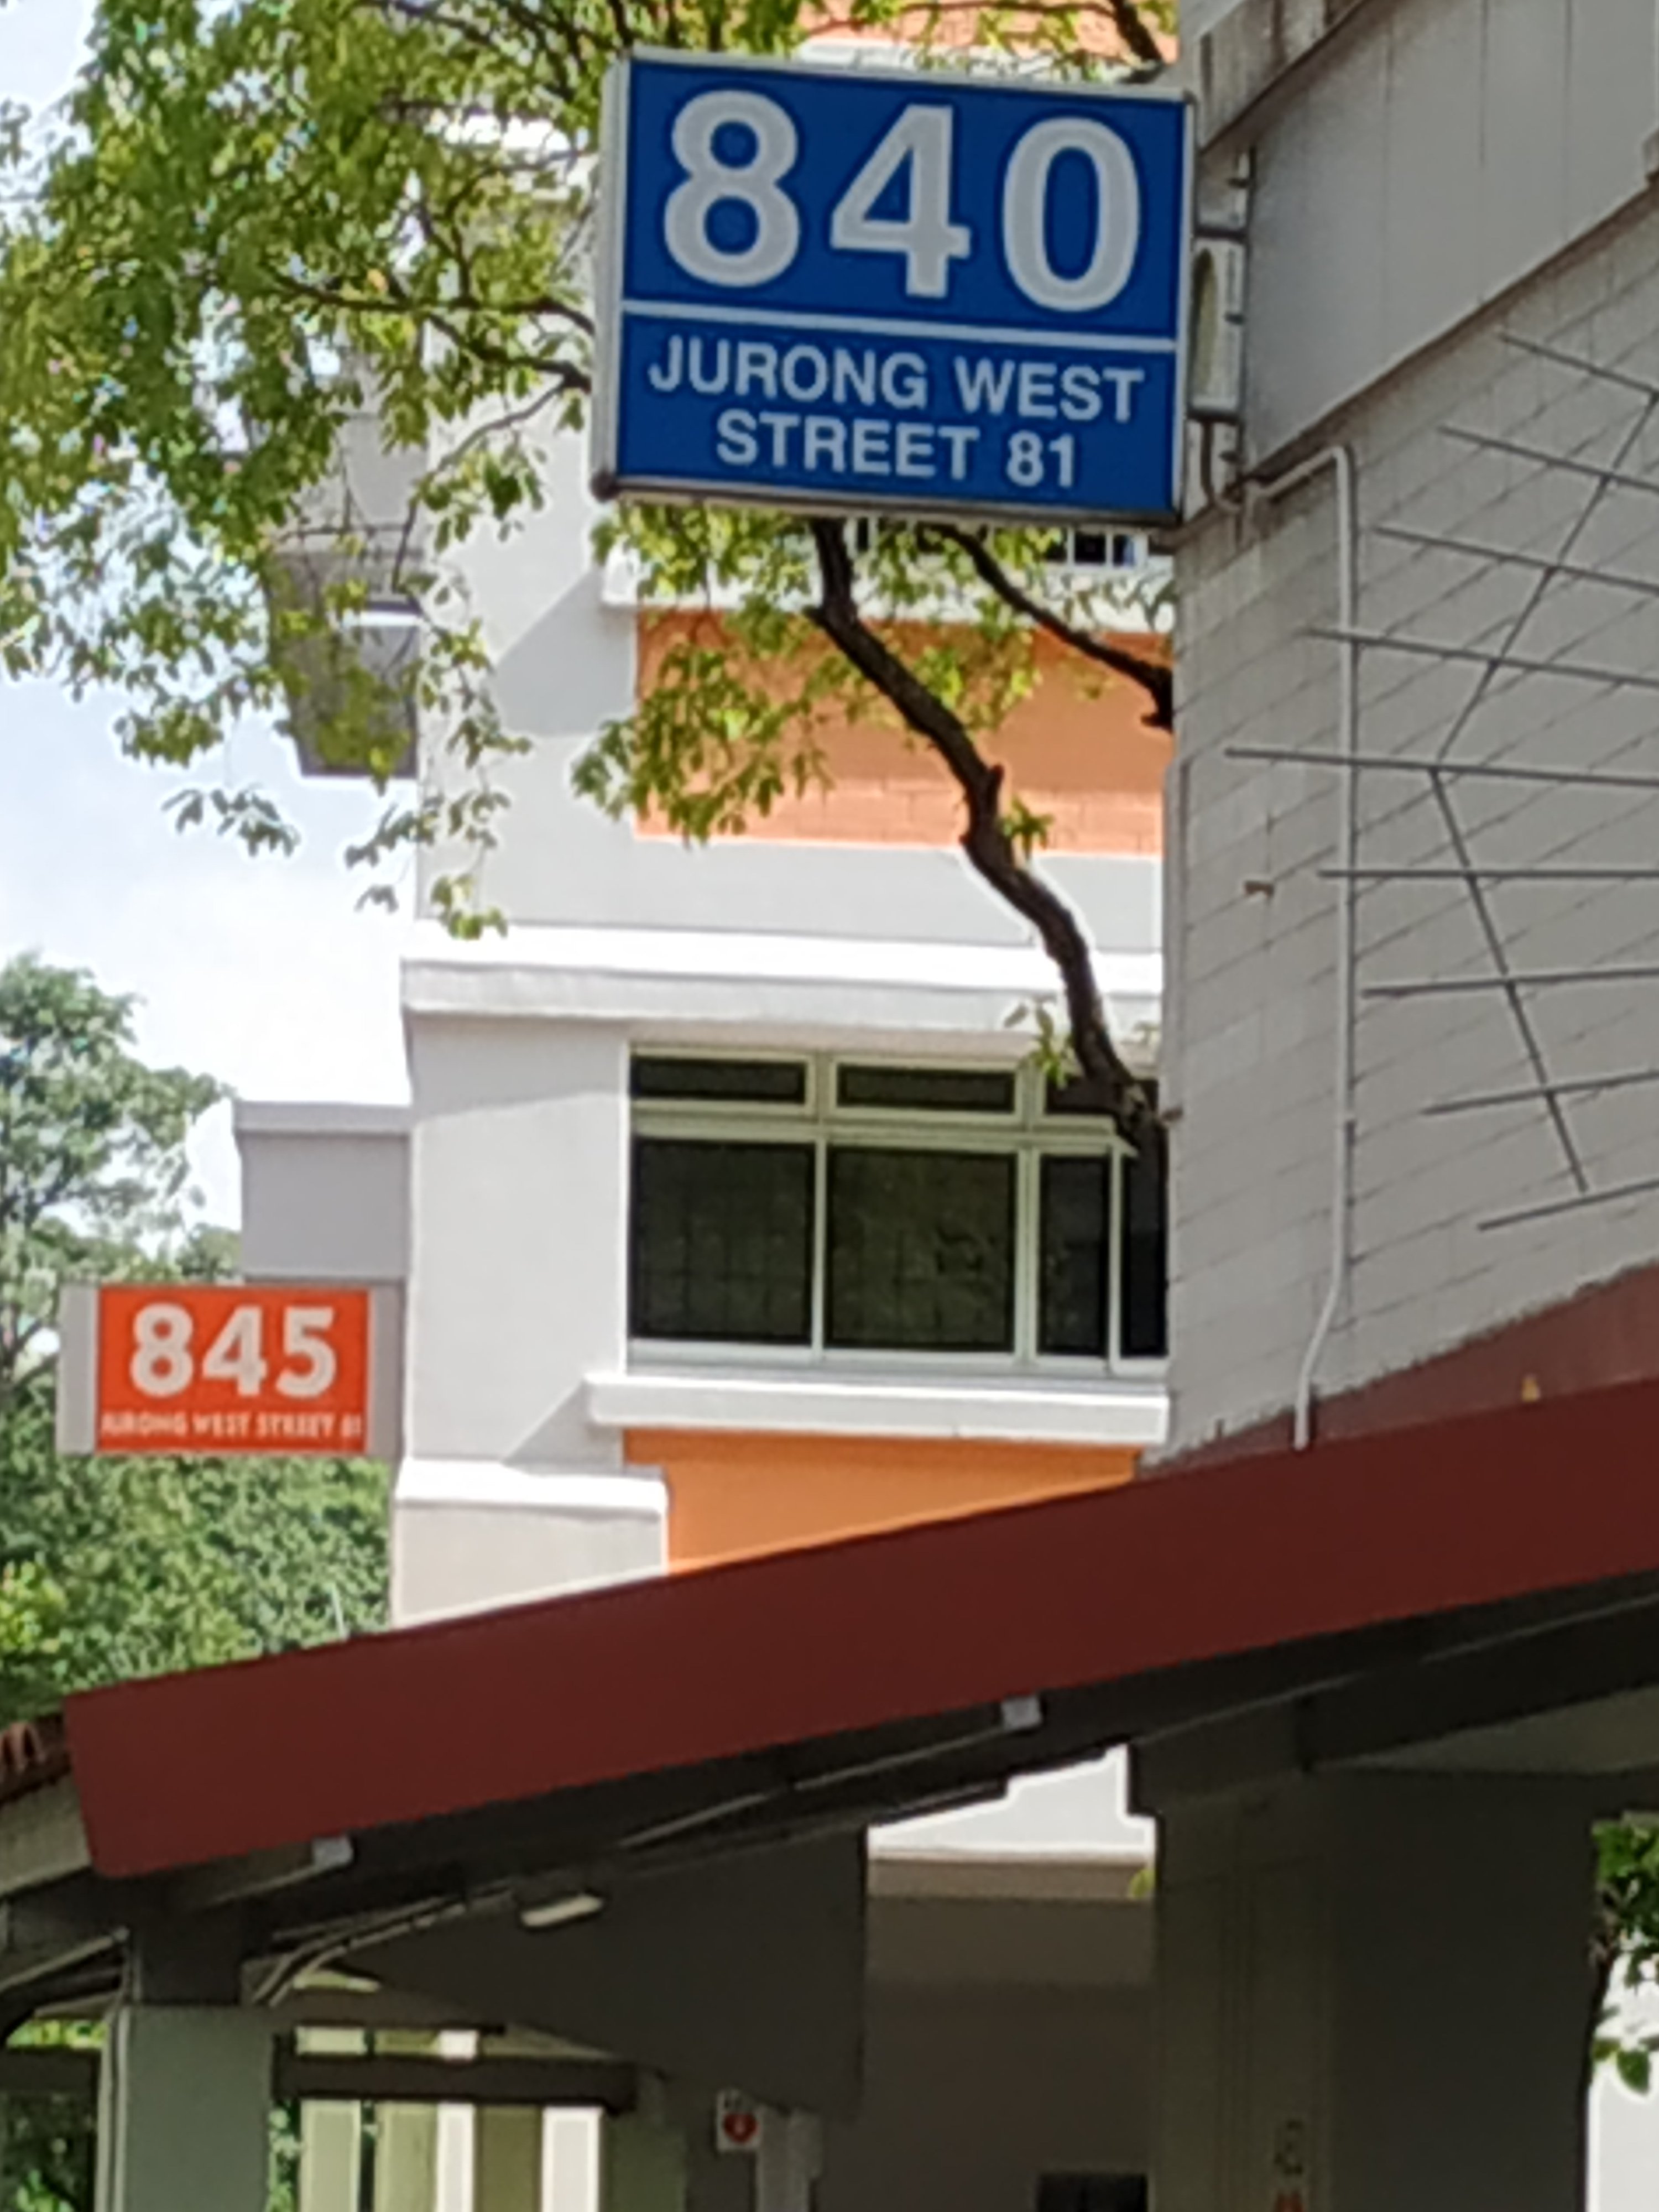 840
JURONG WEST
STREET 81
845
JURONG WEST STREET 81